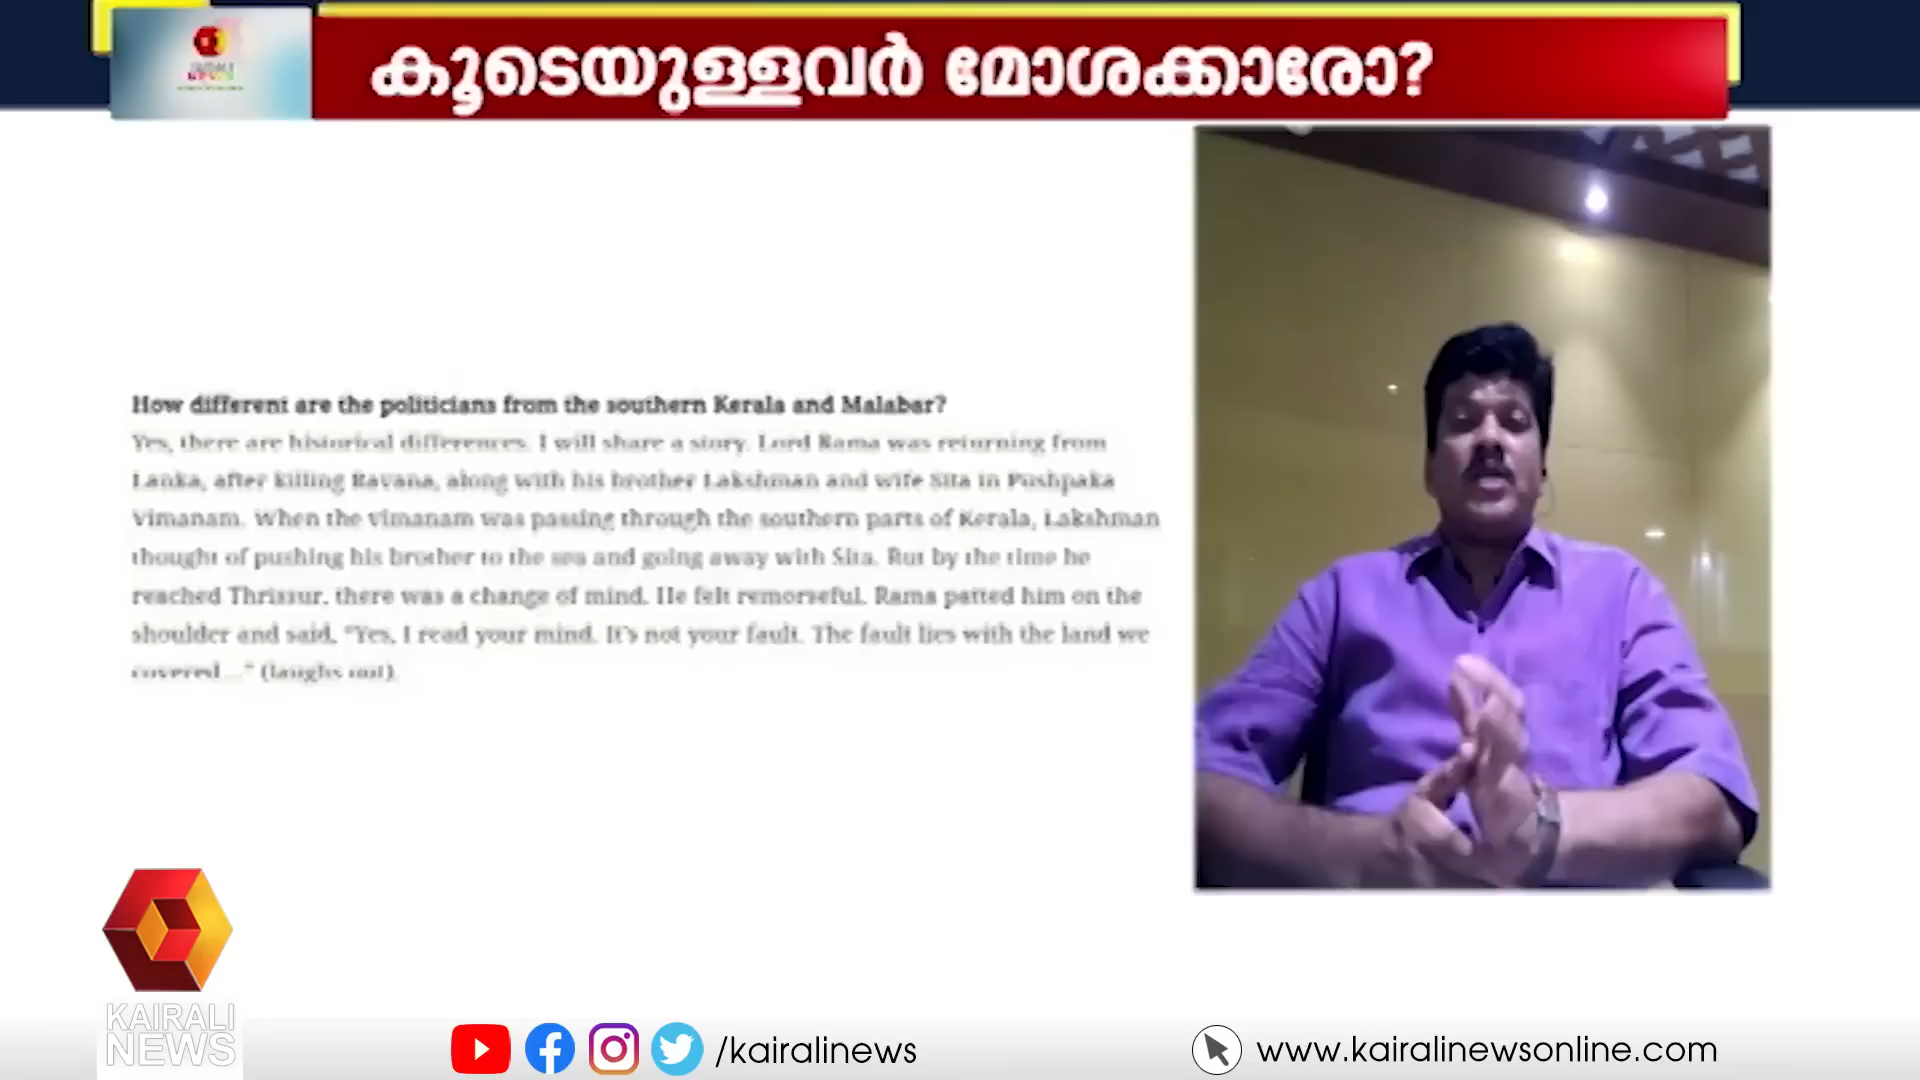 കൂടെയുള്ളവർ മോശക്കാരോ?
How different are the politicians from the southern Kerala and Malabar?
Yes, there are historical differences. I will share a story. Lord Rama was returning from
Lanka, after killing Ravana, along with his brother Lakshman and wife Sita in Pushpaka
Vimanam. When the vimanam was passing through the southern parts of Kerala, Lakshman
thought of pushing his brother to the sea and going away with Sita. But by the time he
reached Thrissur, there was a change of mind. He felt remorseful. Rama patted him on the
shoulder and said, "Yes, I read your mind. It's not your fault. The fault lies with the land we
covered..." (laughs out).
KAIRALI
NEWS
/kairalinews
www.kairalinewsonline.com